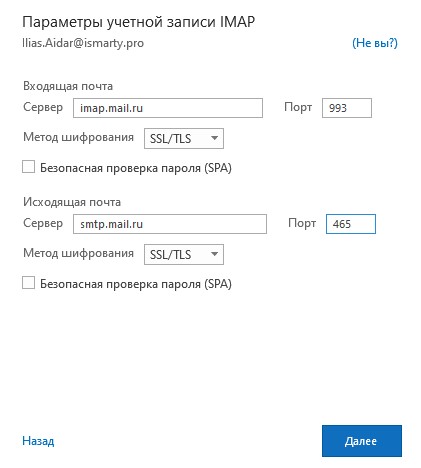 Параметры учетной записи IMAP
Ilias.Aidar@ismarty.pro (Не вы?)
Входящая почта
Сервер imap.mail.ru Порт 993
Метод шифрования SSL/TLS
Безопасная проверка пароля (SPA)
Исходящая почта
Сервер smtp.mail.ru Порт 465
Метод шифрования SSL/TLS
Безопасная проверка пароля (SPA)
Назад Далее